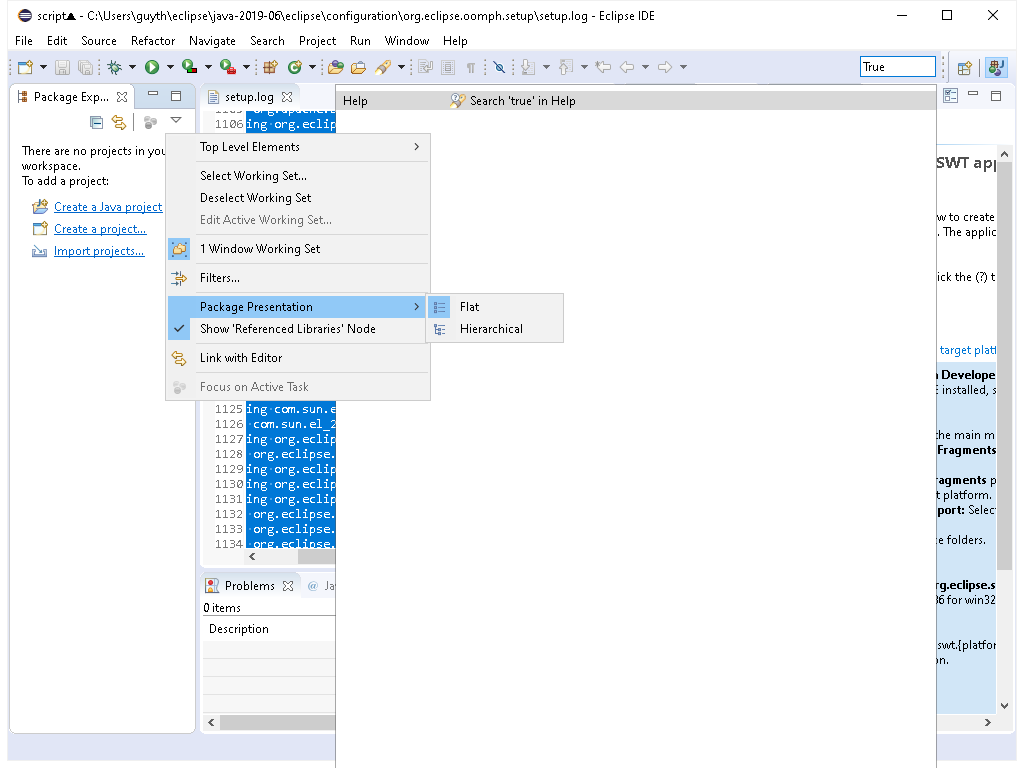 script▲ - C:\Users\guyth\eclipse\java-2019-06\eclipse\configuration\org.eclipse.oomph.setup\setup.log - Eclipse IDE
File Edit Source Refactor Navigate Search Project Run Window Help
True
Package Exp...
setup.log
Help
Search 'true' in Help
1106 ing·org.eclip
There are no projects in you
workspace.
To add a project:
Create a Java project
Create a project...
Import projects...
Top Level Elements
Select Working Set...
Deselect Working Set
Edit Active Working Set...
1 Window Working Set
Filters...
Package Presentation
Show 'Referenced Libraries' Node
Link with Editor
Focus on Active Task
Flat
Hierarchical
1125 ing·com.sun.e
1126 ·com.sun.el_2
1127 ing·org.eclip
1128 ·org.eclipse.
1129 ing·org.eclip
1130 ing·org.eclip
1131 ing·org.eclip
1132 ·org.eclipse.
1133 ·org.eclipse.
1134 ·org.eclipse.
Problems
@ Ja
0 items
Description
SWT app
w to create
. The applic
ick the (?) t
target platf
Develope
installed, s
the main m
Fragments
ragments p
t platform.
port: Selec
e folders.
rg.eclipse.s
86 for win32
swt.{platfor
on.